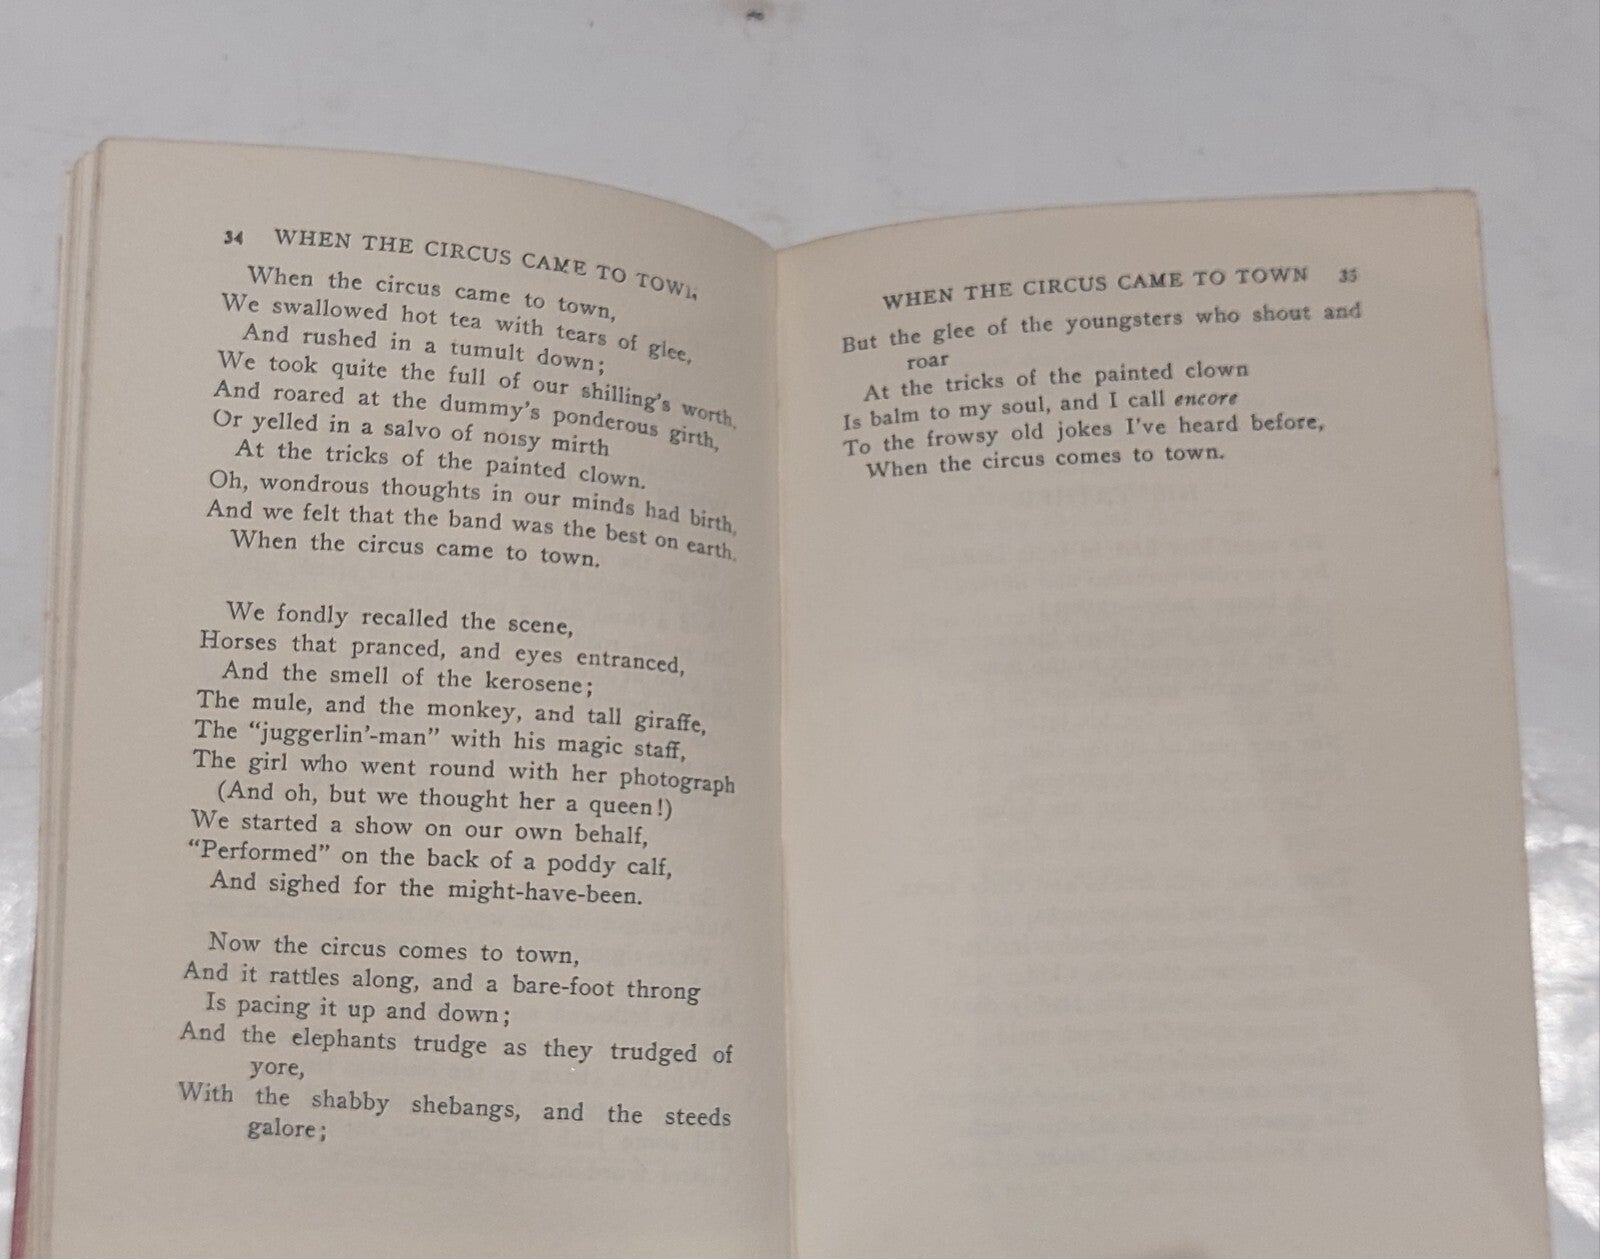 34 WHEN THE CIRCUS CAME TO TOWN
When the circus came to town,
We swallowed hot tea with tears of glee,
And rushed in a tumult down;
We took quite the full of our shilling's worth,
And roared at the dummy's ponderous girth,
Or yelled in a salvo of noisy mirth
At the tricks of the painted clown.
Oh, wondrous thoughts in our minds had birth,
And we felt that the band was the best on earth.
When the circus came to town.
We fondly recalled the scene,
Horses that pranced, and eyes entranced,
And the smell of the kerosene;
The mule, and the monkey, and tall giraffe,
The "juggerlin'-man" with his magic staff,
The girl who went round with her photograph
(And oh, but we thought her a queen!)
We started a show on our own behalf,
"Performed" on the back of a poddy calf,
And sighed for the might-have-been.
Now the circus comes to town,
And it rattles along, and a bare-foot throng
Is pacing it up and down;
And the elephants trudge as they trudged of
yore,
With the shabby shebangs, and the steeds
galore;
WHEN THE CIRCUS CAME TO TOWN 35
But the glee of the youngsters who shout and
roar
At the tricks of the painted clown
Is balm to my soul, and I call encore
To the frowsy old jokes I've heard before,
When the circus comes to town.